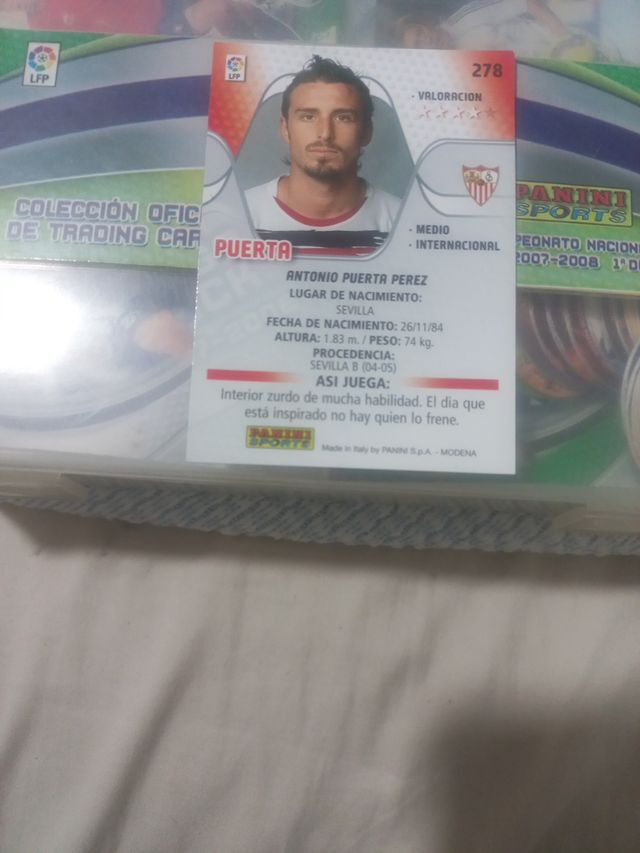 LFP
COLECCIÓN OFIC
DE TRADING CAR
LFP
278
· VALORACION
PUERTA
· MEDIO
· INTERNACIONAL
ANTONIO PUERTA PEREZ
LUGAR DE NACIMIENTO:
SEVILLA
FECHA DE NACIMIENTO: 26/11/84
ALTURA: 1.83 m. / PESO: 74 kg.
PROCEDENCIA:
SEVILLA B (04-05)
ASI JUEGA:
Interior zurdo de mucha habilidad. El dia que
está inspirado no hay quien lo frene.
PANINI
SPORTS
Made in Italy by PANINI S.p.A. - MODENA
PANINI
SPORTS
PEONATO NACION
2007-2008 1ª DI